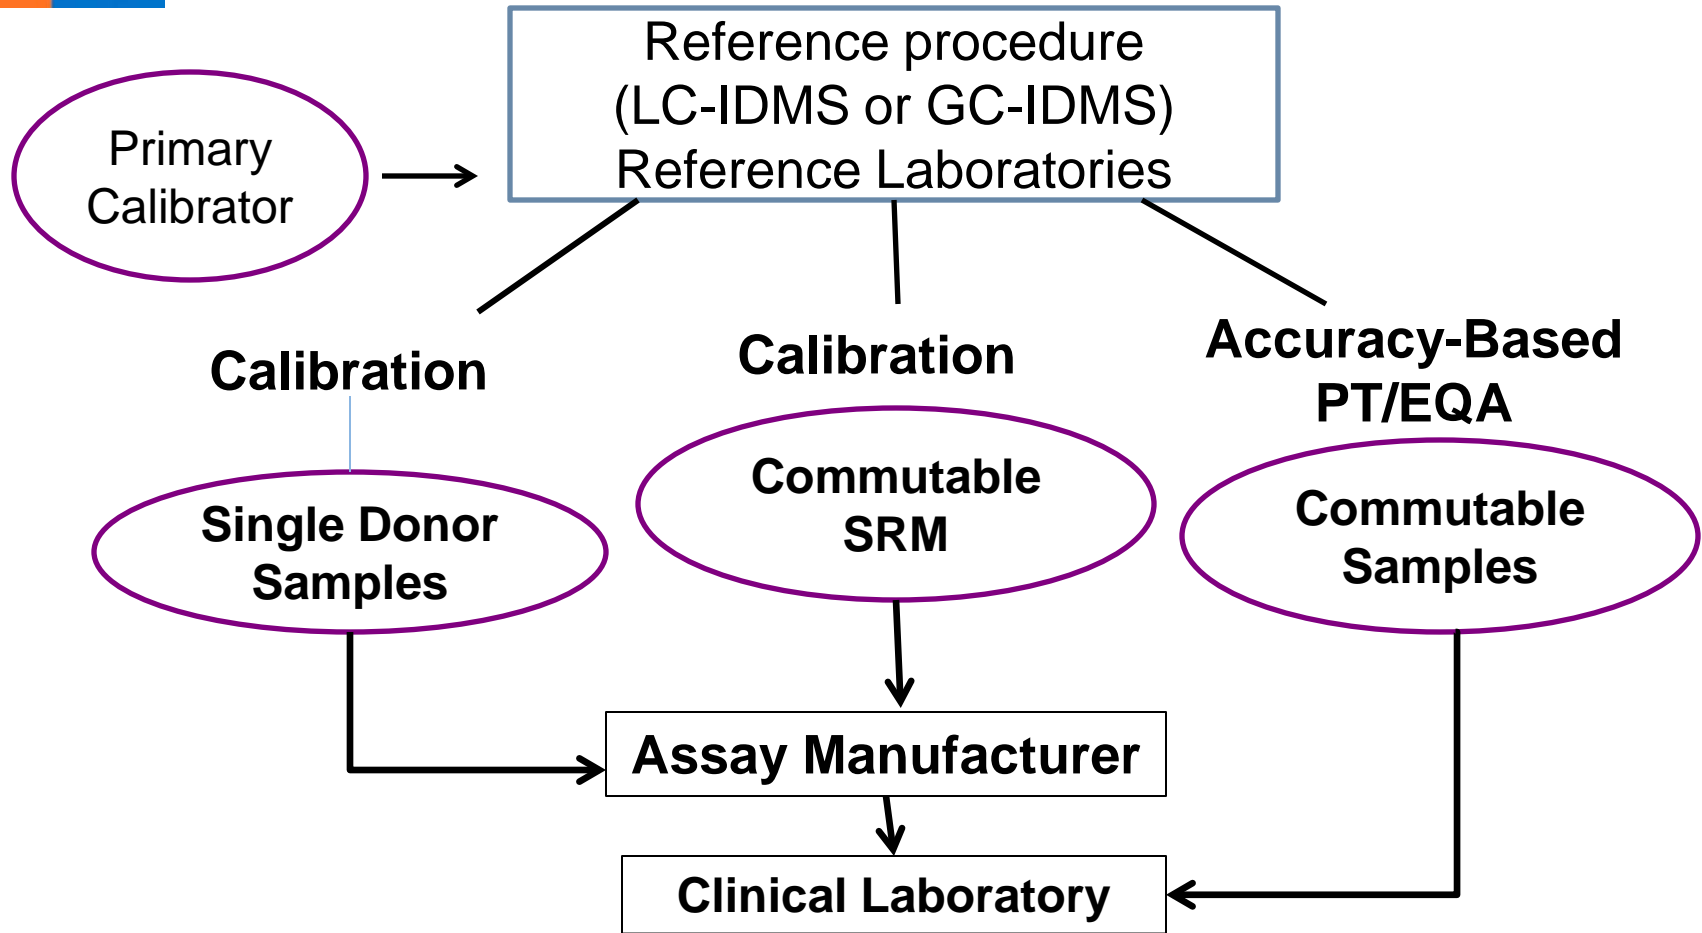 Reference procedure
(LC-IDMS or GC-IDMS)
Reference Laboratories
Primary
Calibrator
Calibration
Calibration
Accuracy-Based
PT/EQA
Single Donor
Samples
Commutable
SRM
Commutable
Samples
Assay Manufacturer
Clinical Laboratory